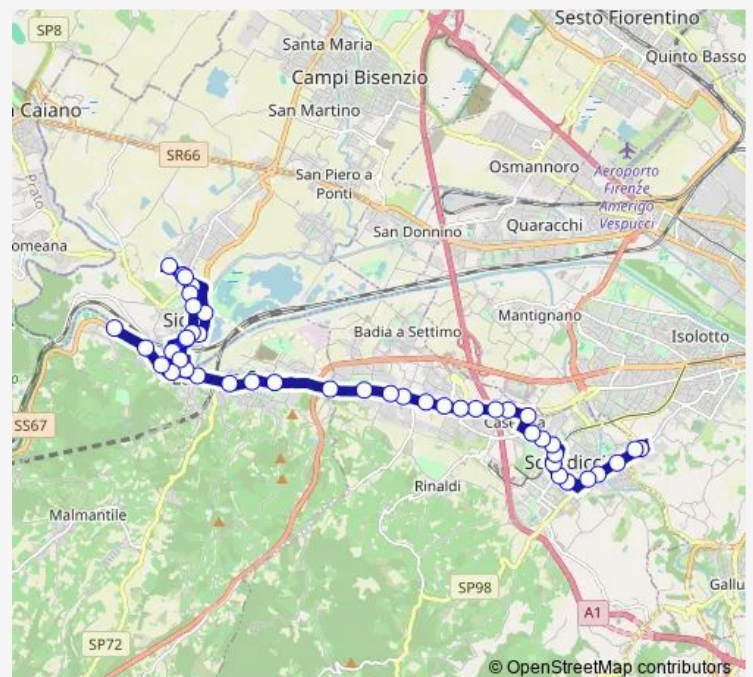 Sesto Fiorentino
SP8
Santa Maria
Quinto Basso
Campi Bisenzio
Caiano
San Martino
SR66
Osmannoro
San Piero a
Ponti
Aeroporto
Firenze
Amerigo
Vespucci
Prato
Quaracchi
San Donnino
omeana
Mantignano
Badia a Settimo
Isolotto
SS67
Rinaldi
Malmantile
SP98
Gallu
A1
SP72
© OpenStreetMap contributors